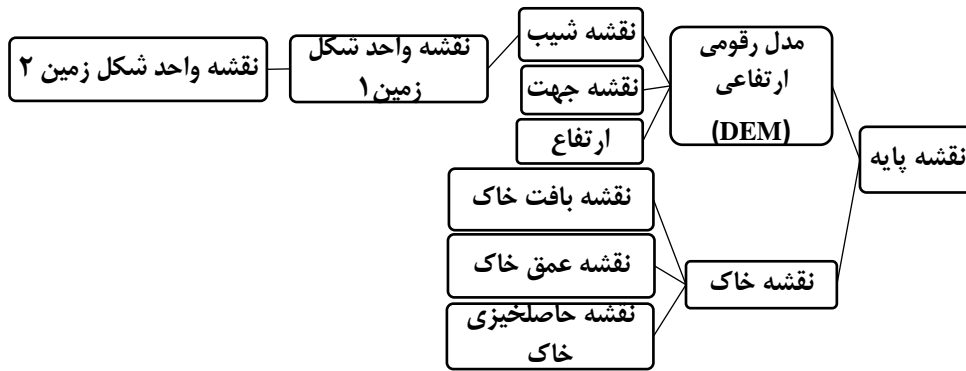 نقشه پایه
مدل رقومی
ارتفاعی
(DEM)
نقشه شیب
نقشه جهت
ارتفاع
نقشه واحد شکل
زمین۱
نقشه واحد شکل زمین ۲
نقشه خاک
نقشه بافت خاک
نقشه عمق خاک
نقشه حاصلخیزی
خاک